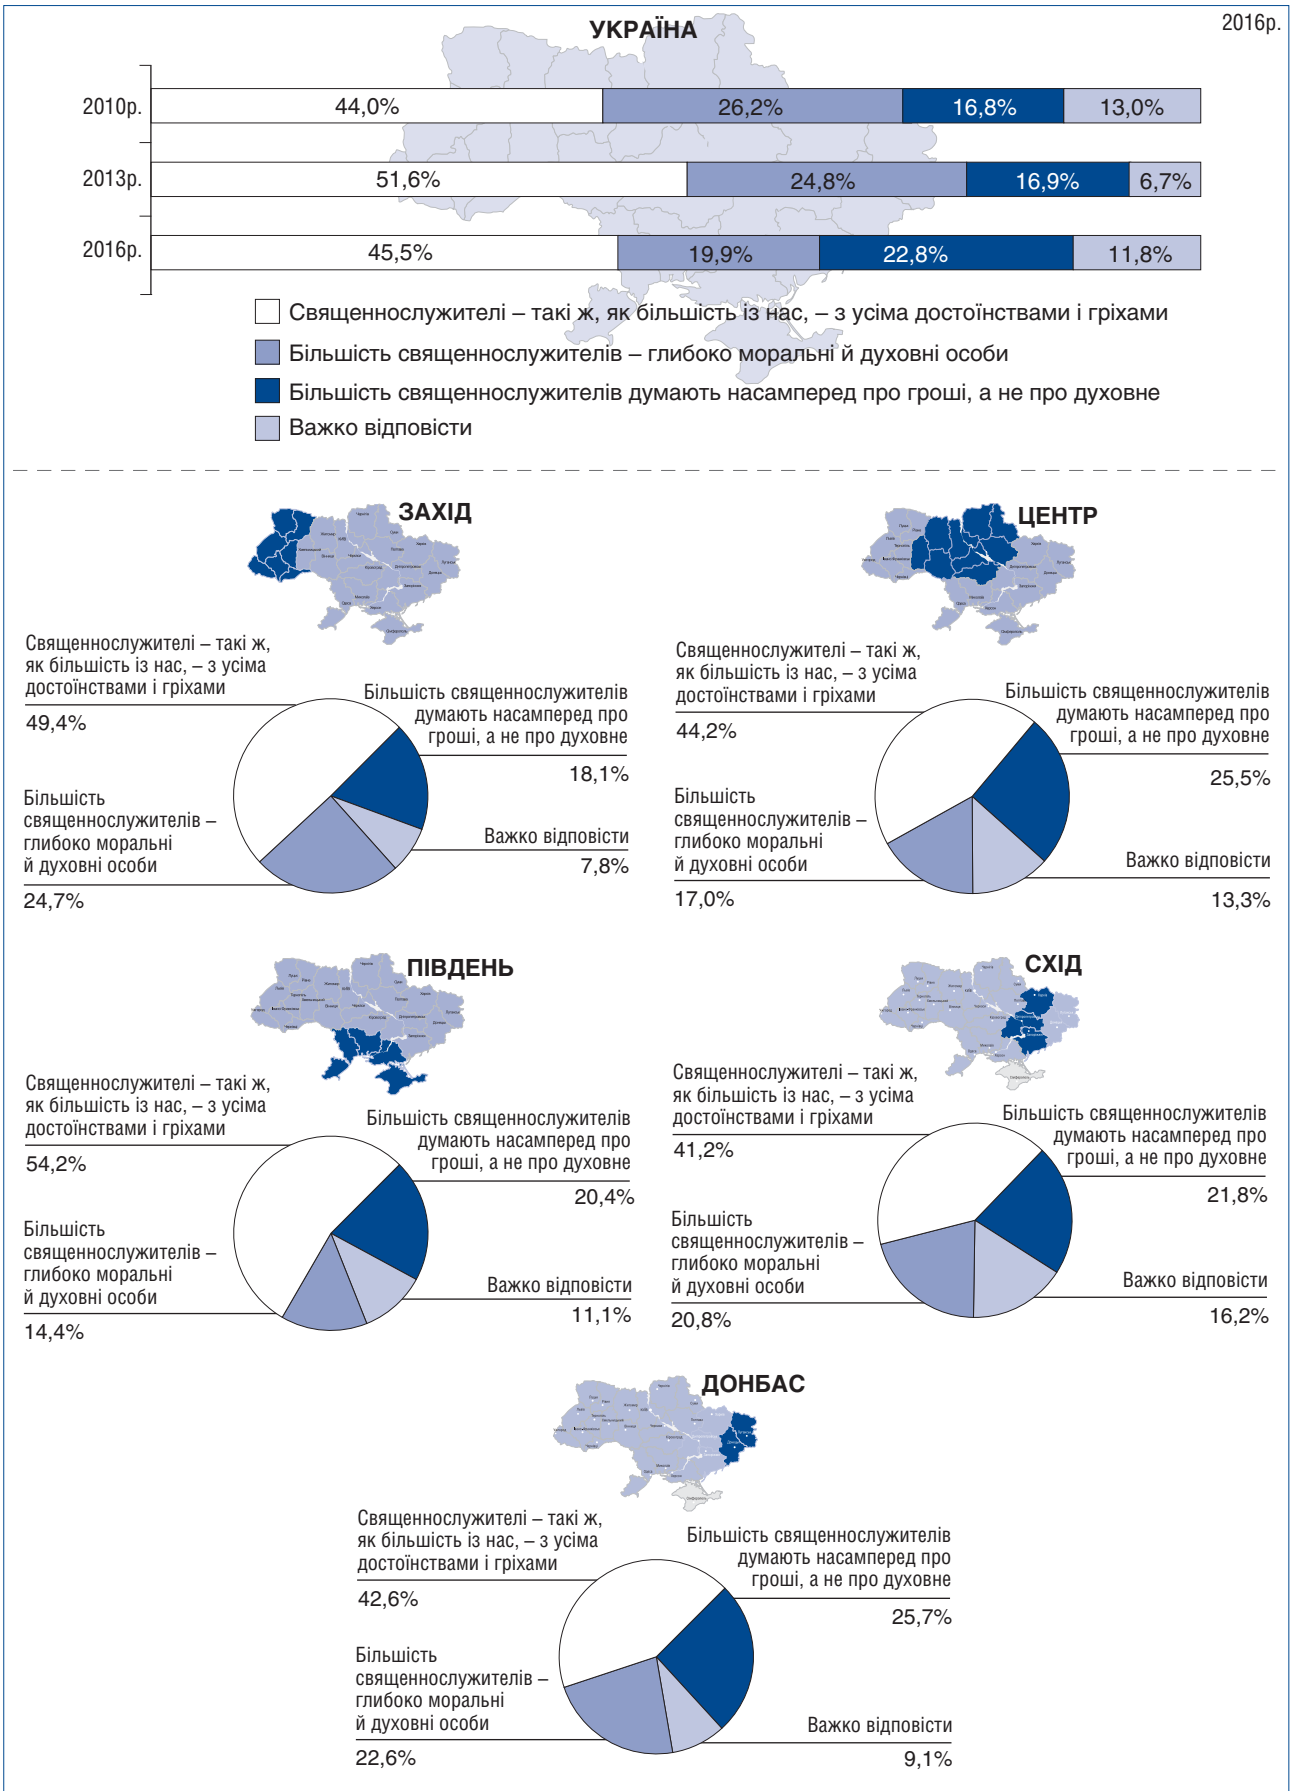 УКРАЇНА
2016р.
2010р.
44,0%
26,2%
16,8%
13,0%
2013р.
51,6%
24,8%
16,9%
6,7%
2016р.
45,5%
19,9%
22,8%
11,8%
Священнослужителі – такі ж, як більшість із нас, – з усіма достоїнствами і гріхами
Більшість священнослужителів – глибоко моральні й духовні особи
Більшість священнослужителів думають насамперед про гроші, а не про духовне
Важко відповісти
ЗАХІД
Священнослужителі – такі ж,
як більшість із нас, – з усіма
достоїнствами і гріхами
49,4%
Більшість священнослужителів
думають насамперед про
гроші, а не про духовне
18,1%
Більшість
священнослужителів –
глибоко моральні
й духовні особи
24,7%
Важко відповісти
7,8%
ЦЕНТР
Священнослужителі – такі ж,
як більшість із нас, – з усіма
достоїнствами і гріхами
44,2%
Більшість священнослужителів
думають насамперед про
гроші, а не про духовне
25,5%
Більшість
священнослужителів –
глибоко моральні
й духовні особи
17,0%
Важко відповісти
13,3%
ПІВДЕНЬ
Священнослужителі – такі ж,
як більшість із нас, – з усіма
достоїнствами і гріхами
54,2%
Більшість священнослужителів
думають насамперед про
гроші, а не про духовне
20,4%
Більшість
священнослужителів –
глибоко моральні
й духовні особи
14,4%
Важко відповісти
11,1%
СХІД
Священнослужителі – такі ж,
як більшість із нас, – з усіма
достоїнствами і гріхами
41,2%
Більшість священнослужителів
думають насамперед про
гроші, а не про духовне
21,8%
Більшість
священнослужителів –
глибоко моральні
й духовні особи
20,8%
Важко відповісти
16,2%
ДОНБАС
Священнослужителі – такі ж,
як більшість із нас, – з усіма
достоїнствами і гріхами
42,6%
Більшість священнослужителів
думають насамперед про
гроші, а не про духовне
25,7%
Більшість
священнослужителів –
глибоко моральні
й духовні особи
22,6%
Важко відповісти
9,1%